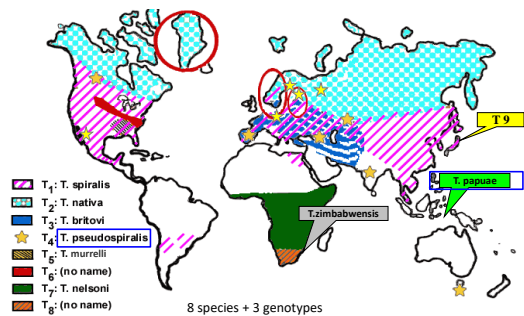 T 9
T. papuae
T.zimbabwensis
T1: T. spiralis
T2: T. nativa
T3: T. britovi
T4: T. pseudospiralis
T5: T. murrelli
T6: (no name)
T7: T. nelsoni
T8: (no name)
8 species + 3 genotypes